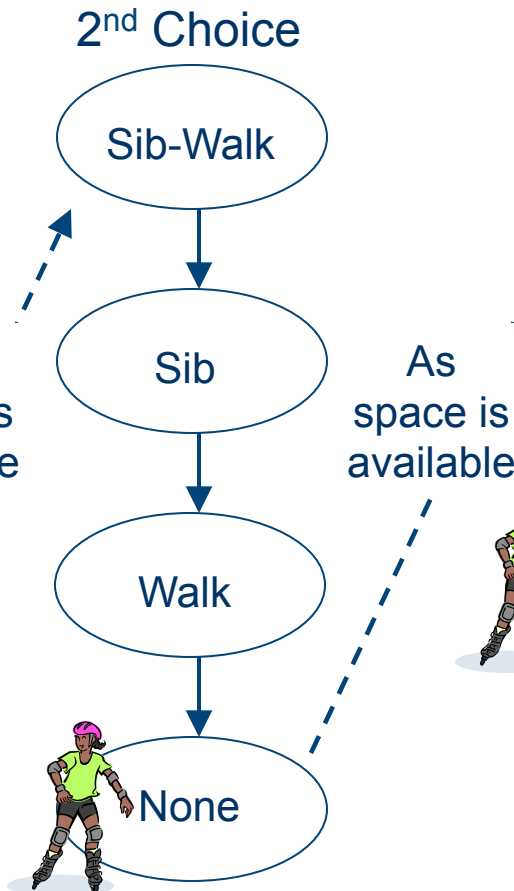 2nd Choice
Sib-Walk
Sib
As
space is
available
Walk
None